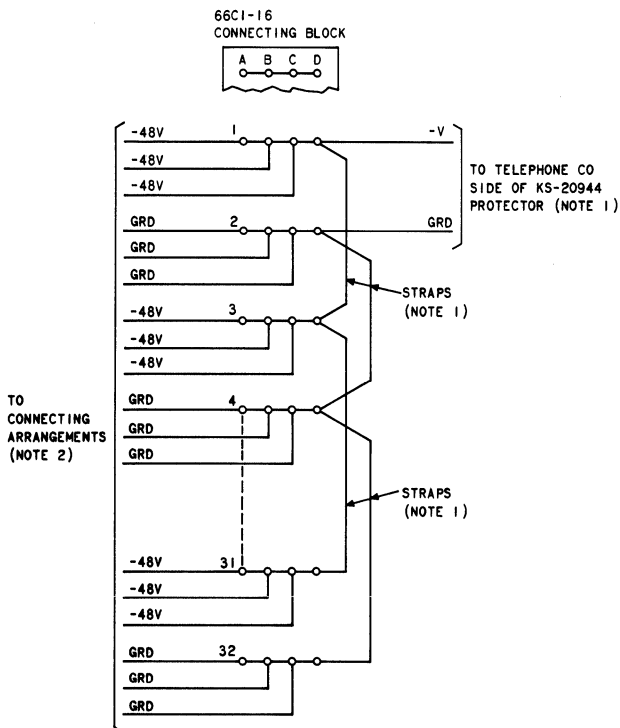 66C1-16
CONNECTING BLOCK
A B C D
-48V 1 -V
-48V
-48V
TO TELEPHONE CO
SIDE OF KS-20944
PROTECTOR (NOTE 1)
GRD 2 GRD
GRD
GRD
STRAPS
(NOTE 1)
-48V 3
-48V
-48V
TO
CONNECTING
ARRANGEMENTS
(NOTE 2)
GRD 4
GRD
GRD
STRAPS
(NOTE 1)
-48V 31
-48V
-48V
GRD 32
GRD
GRD